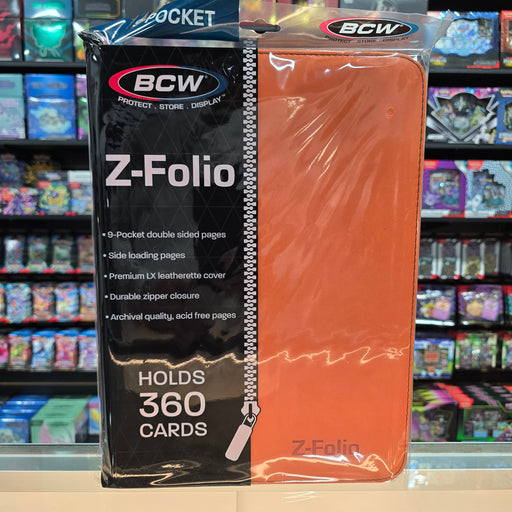 POCKET
BCW
PROTECT . STORE . DISPLAY
BCW
PROTECT . STORE . DISPLAY
Z-Folio
• 9-Pocket double sided pages
• Side loading pages
• Premium LX leatherette cover
• Durable zipper closure
• Archival quality, acid free pages
HOLDS
360
CARDS
Z-Folio